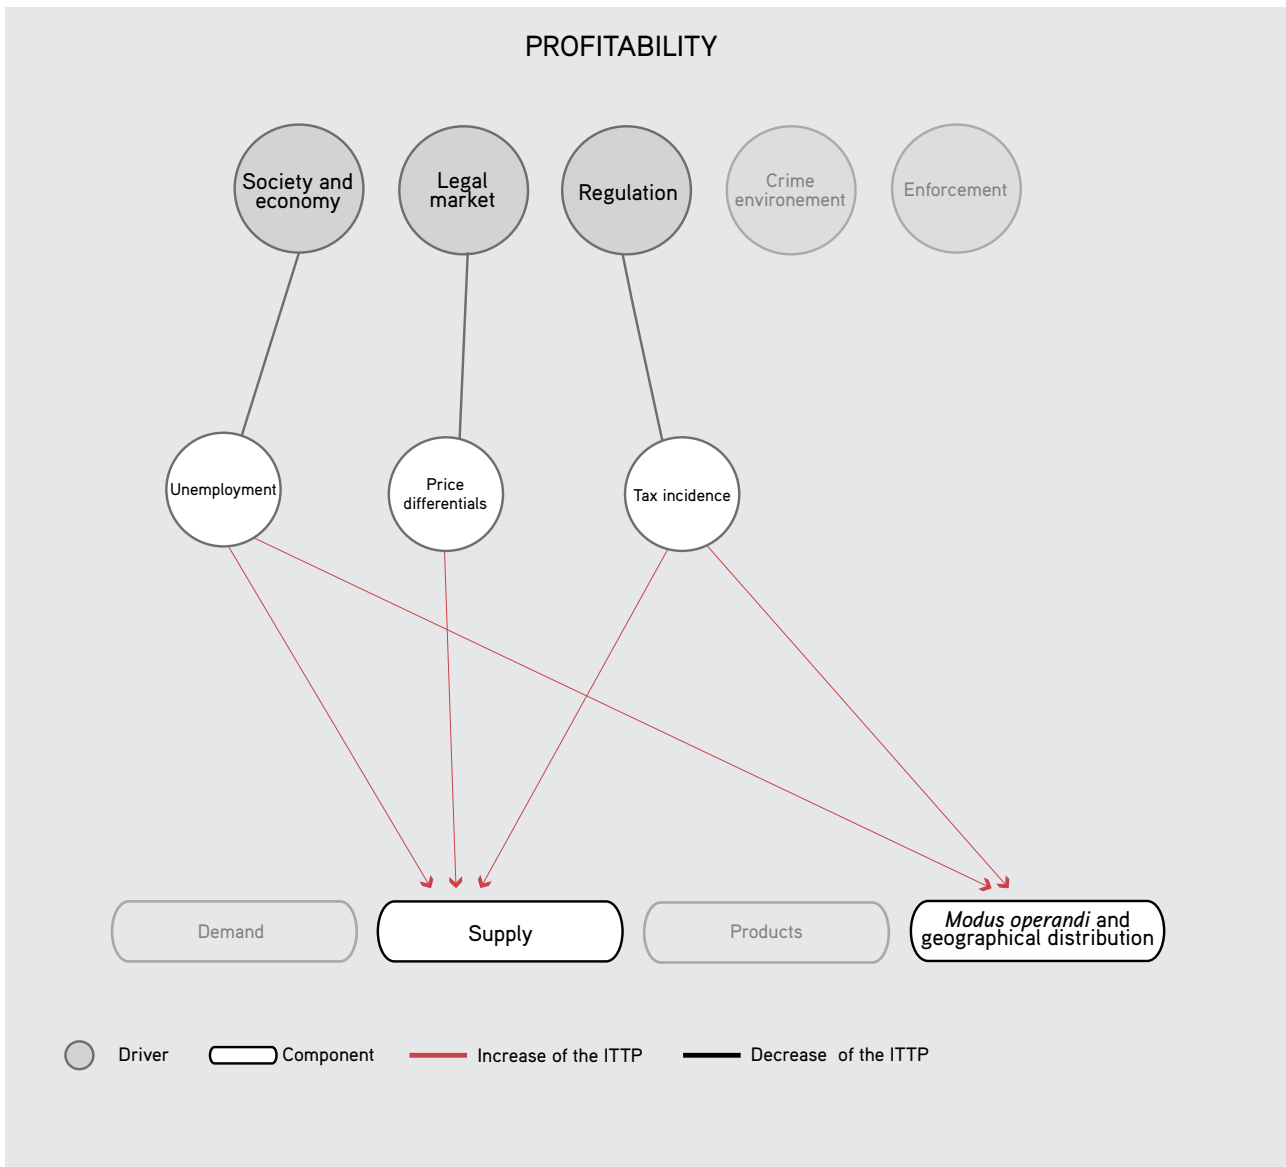 PROFITABILITY
Society and
economy
Legal
market
Regulation
Crime
environement
Enforcement
Unemployment
Price
differentials
Tax incidence
Demand
Supply
Products
Modus operandi and
geographical distribution
Driver
Component
Increase of the ITTP
Decrease of the ITTP